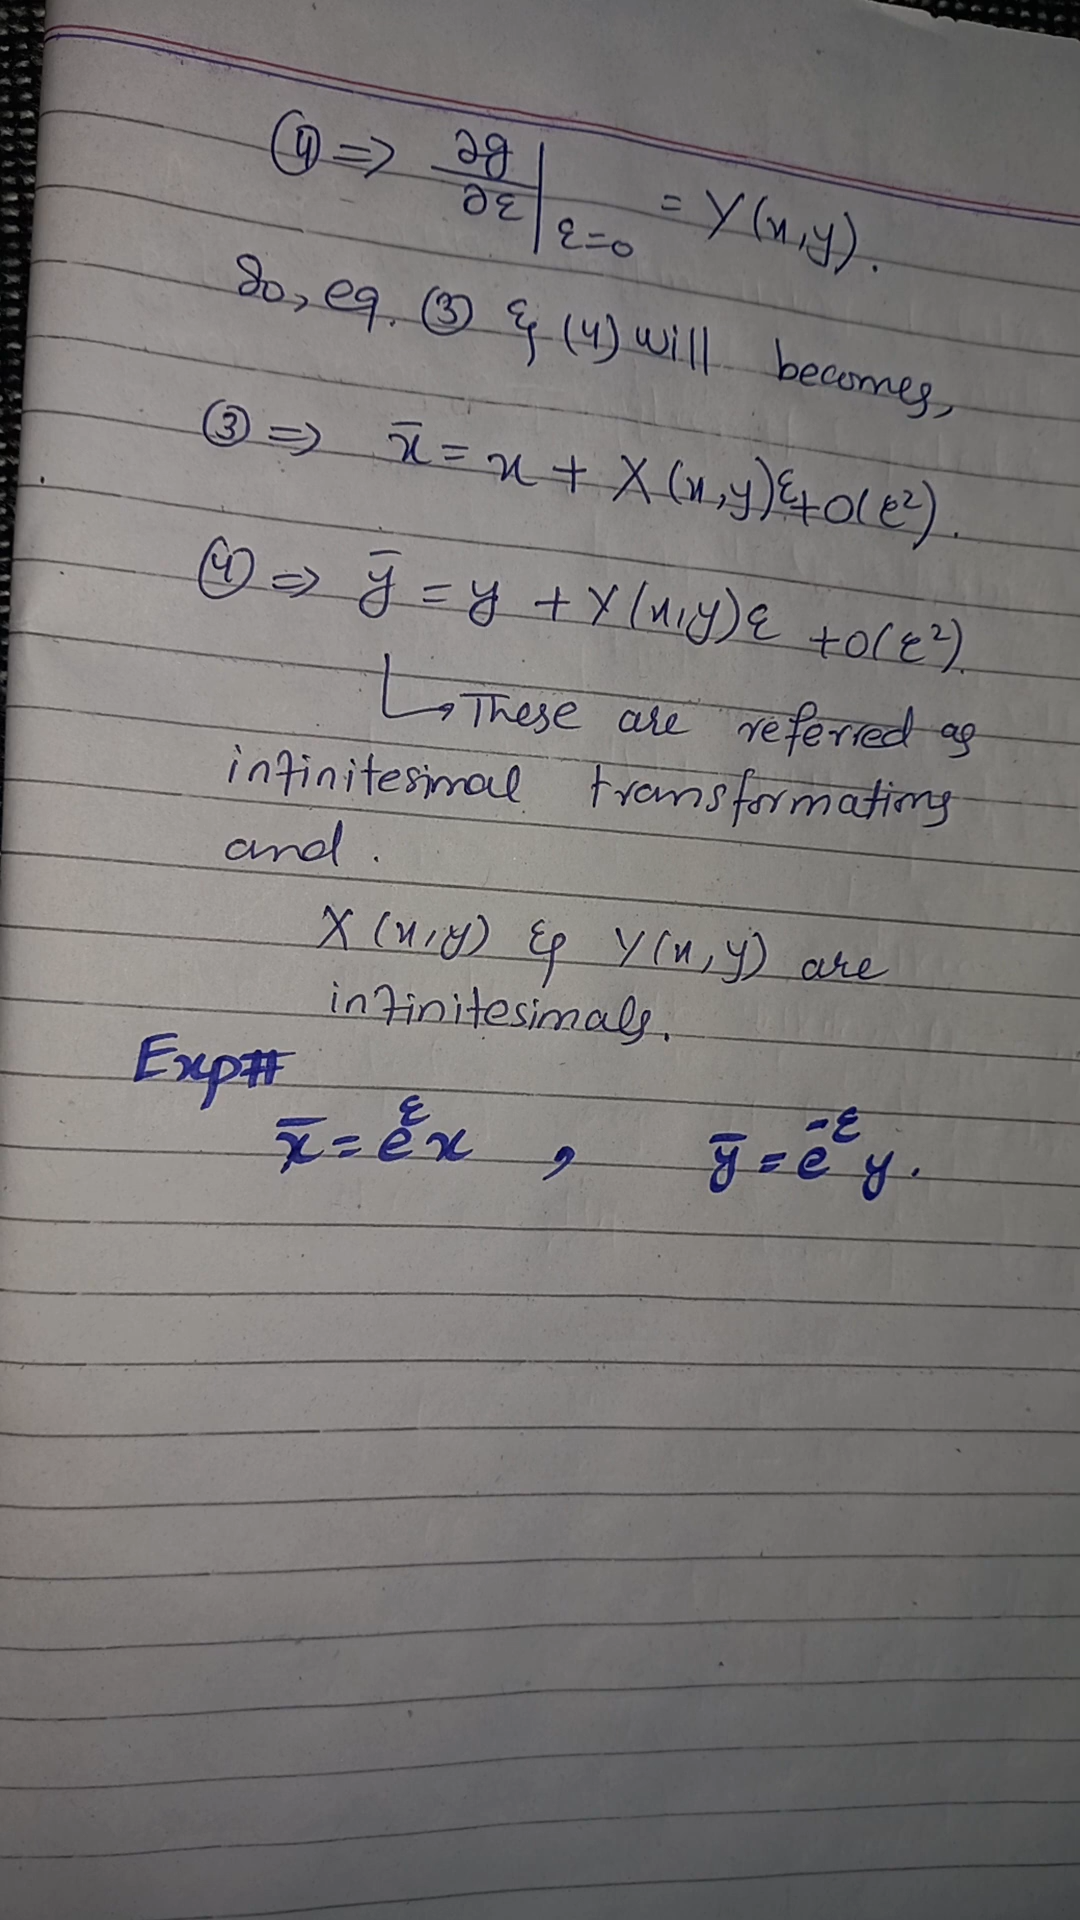 ④ ⇒ ∂g/∂ε |ε=0 = Y(x,y).
So, eq. ③ & (4) will becomes,
③ ⇒ x̄ = x + X(x,y)ε + O(ε²).
④ ⇒ ȳ = y + Y(x,y)ε + O(ε²).
↳ These are referred as
infinitesimal transformations
and.
X(x,y) & Y(x,y) are
infinitesimals.
Exp#
x̄ = e^ε x , ȳ = e^-ε y.